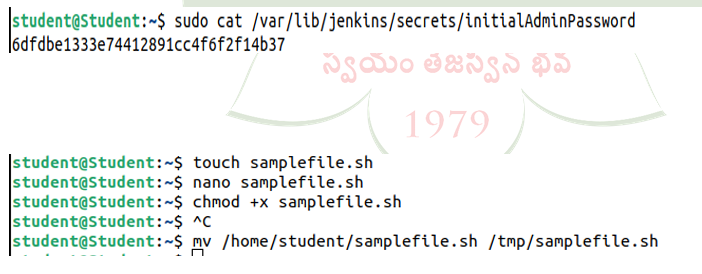 student@Student:~$ sudo cat /var/lib/jenkins/secrets/initialAdminPassword
6dfdbe1333e74412891cc4f6f2f14b37
స్వయం తేజస్విన్ భవ
1979
student@Student:~$ touch samplefile.sh
student@Student:~$ nano samplefile.sh
student@Student:~$ chmod +x samplefile.sh
student@Student:~$ ^C
student@Student:~$ mv /home/student/samplefile.sh /tmp/samplefile.sh
student@Student:~$